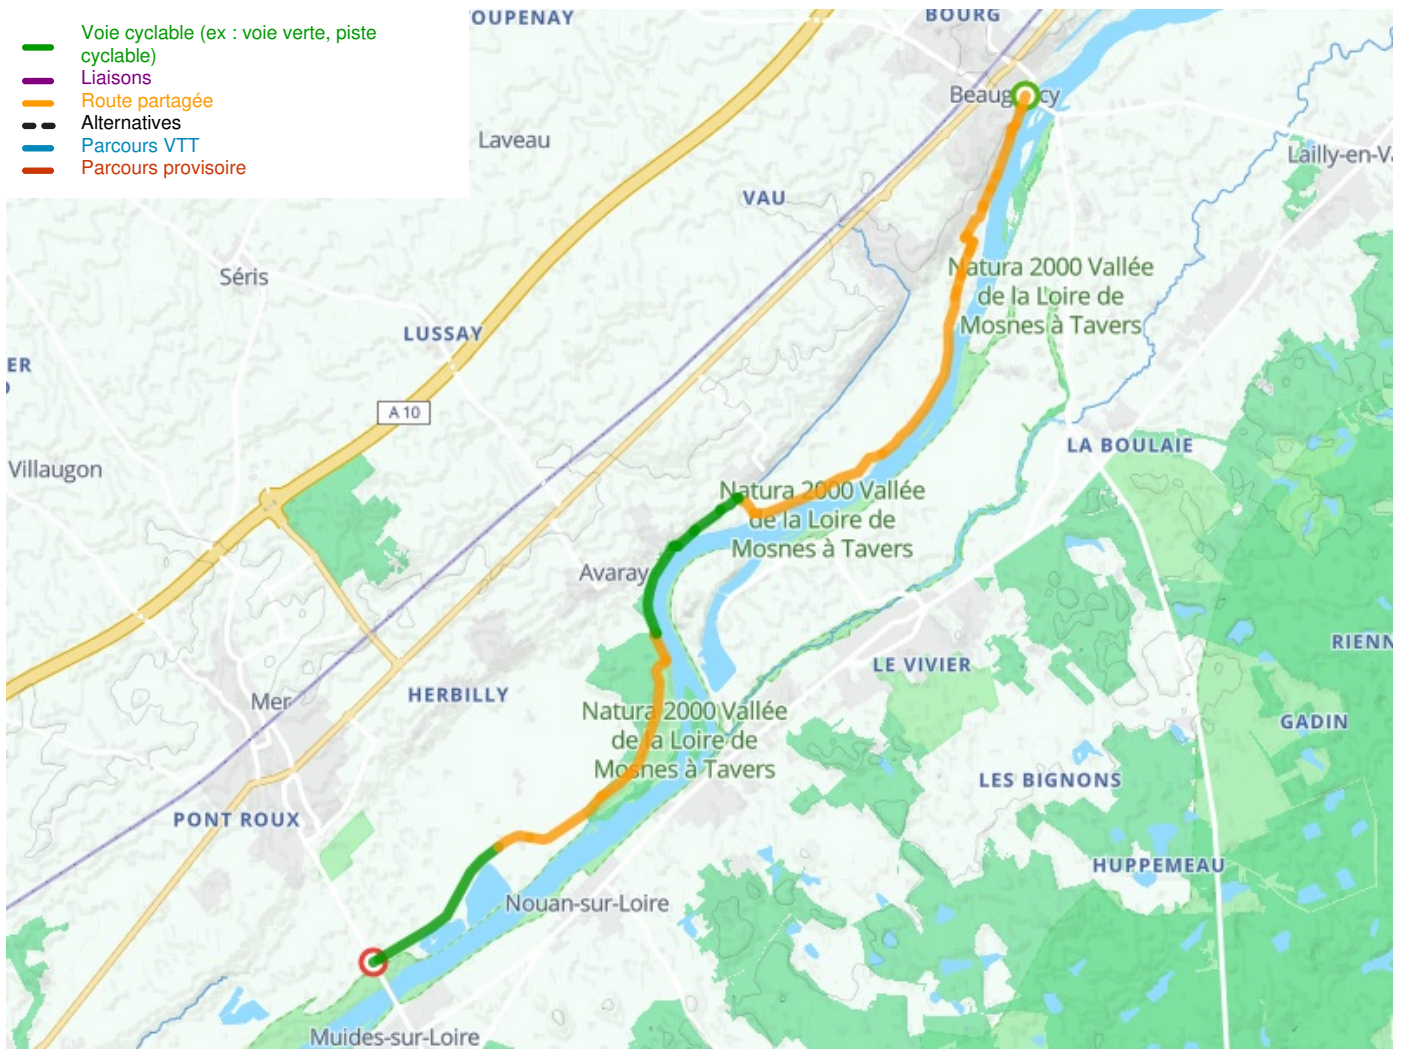 Voie cyclable (ex : voie verte, piste
cyclable)
Liaisons
Route partagée
Alternatives
Parcours VTT
Parcours provisoire
OUPENAY
BOURG
Laveau
VAU
Lailly-en-Va
Séris
LUSSAY
ER
A 10
Villaugon
Natura 2000 Vallée
de la Loire de
Mosnes à Tavers
LA BOULAIE
Natura 2000 Vallée
de la Loire de
Mosnes à Tavers
Avaray
LE VIVIER
RIENN
Mer
HERBILLY
Natura 2000 Vallée
de la Loire de
Mosnes à Tavers
GADIN
LES BIGNONS
PONT ROUX
HUPPEMEAU
Nouan-sur-Loire
Muides-sur-Loire